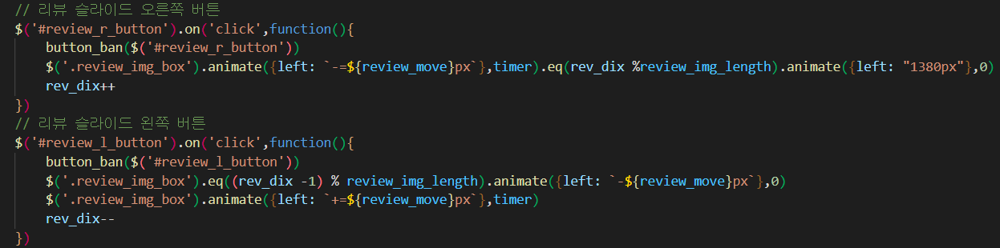 // 리뷰 슬라이드 오른쪽 버튼
$('#review_r_button').on('click',function(){
    button_ban($('#review_r_button'))
    $('.review_img_box').animate({left: `-=${review_move}px`},timer).eq(rev_dix %review_img_length).animate({left: "1380px"},0)
    rev_dix++
})
// 리뷰 슬라이드 왼쪽 버튼
$('#review_l_button').on('click',function(){
    button_ban($('#review_l_button'))
    $('.review_img_box').eq((rev_dix -1) % review_img_length).animate({left: `-${review_move}px`},0)
    $('.review_img_box').animate({left: `+=${review_move}px`},timer)
    rev_dix--
})